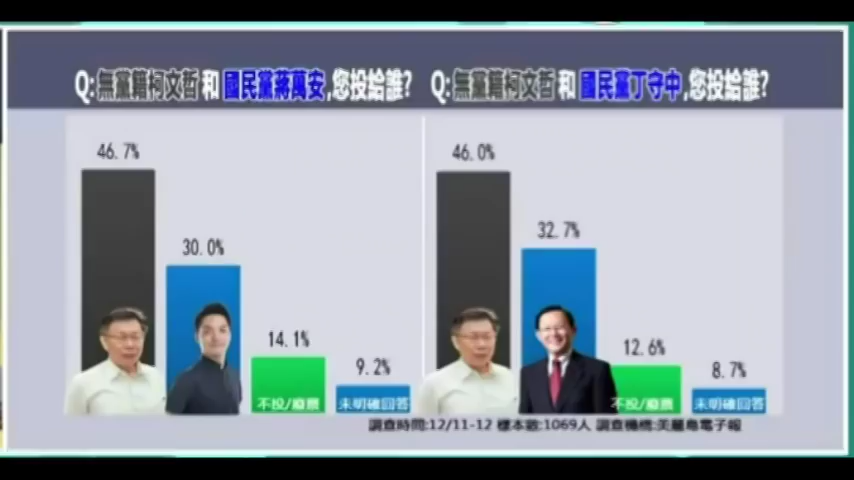 Q:無黨籍柯文哲和國民黨蔣萬安,您投給誰?
46.7%
30.0%
14.1%
9.2%
不投/廢票
未明確回答
Q:無黨籍柯文哲和國民黨丁守中,您投給誰?
46.0%
32.7%
12.6%
8.7%
不投/廢票
未明確回答
調查時間:12/11-12 樣本數:1069人 調查機構:美麗島電子報